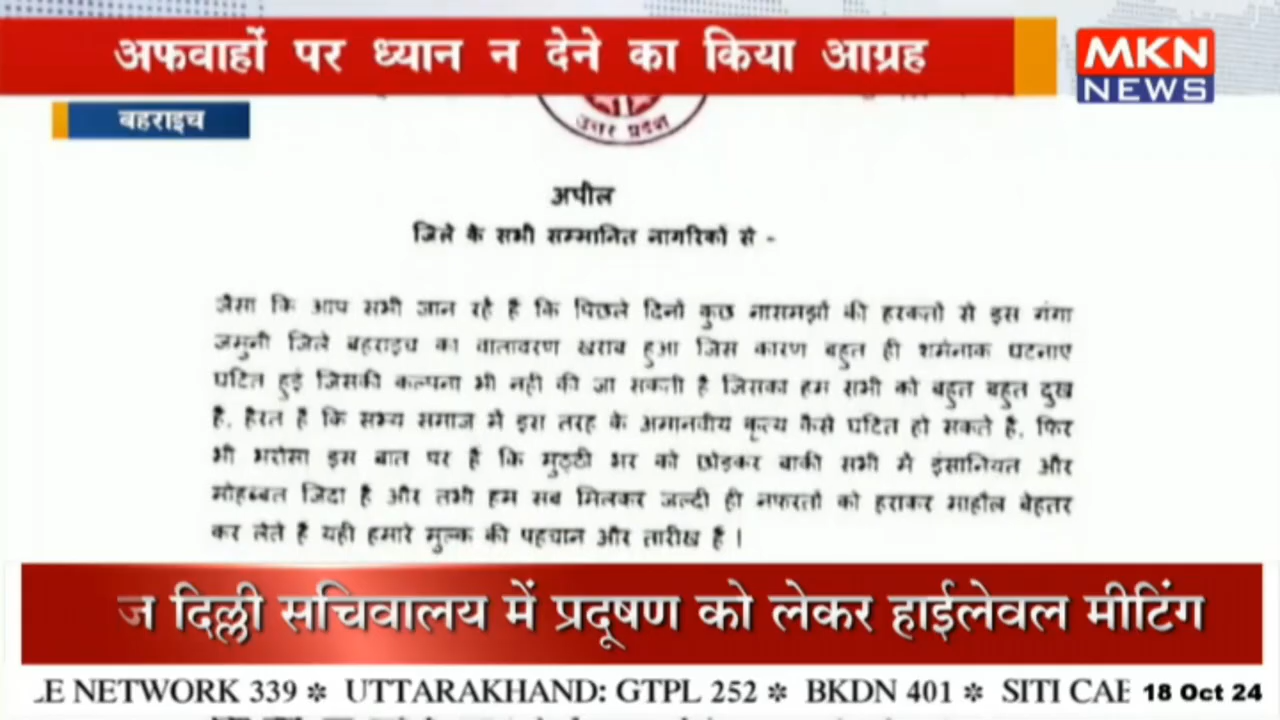 अफवाहों पर ध्यान न देने का किया आग्रह
MKN
NEWS
बहराइच
उत्तर प्रदेश
अपील
जिले के सभी सम्मानित नागरिकों से -
जैसा कि आप सभी जान रहे है कि पिछले दिनो कुछ नासमझो की हरकतो से इस गंगा
जमुनी जिले बहराइच का वातावरण खराब हुआ जिस कारण बहुत ही शर्मनाक घटनाए
घटित हुई जिसकी कल्पना भी नही की जा सकती है जिसका हम सभी को बहुत बहुत दुख
है, हैरत है कि सभ्य समाज मे इस तरह के अमानवीय कृत्य कैसे घटित हो सकते है, फिर
भी भरोसा इस बात पर है कि मुठ्ठी भर को छोड़कर बाकी सभी मे इंसानियत और
मोहब्बत जिंदा है और तभी हम सब मिलकर जल्दी ही नफरतो को हराकर माहौल बेहतर
कर लेते है यही हमारे मुल्क की पहचान और तारीख है।
ज दिल्ली सचिवालय में प्रदूषण को लेकर हाईलेवल मीटिंग
LE NETWORK 339 ✻ UTTARAKHAND: GTPL 252 ✻ BKDN 401 ✻ SITI CAB 18 Oct 24